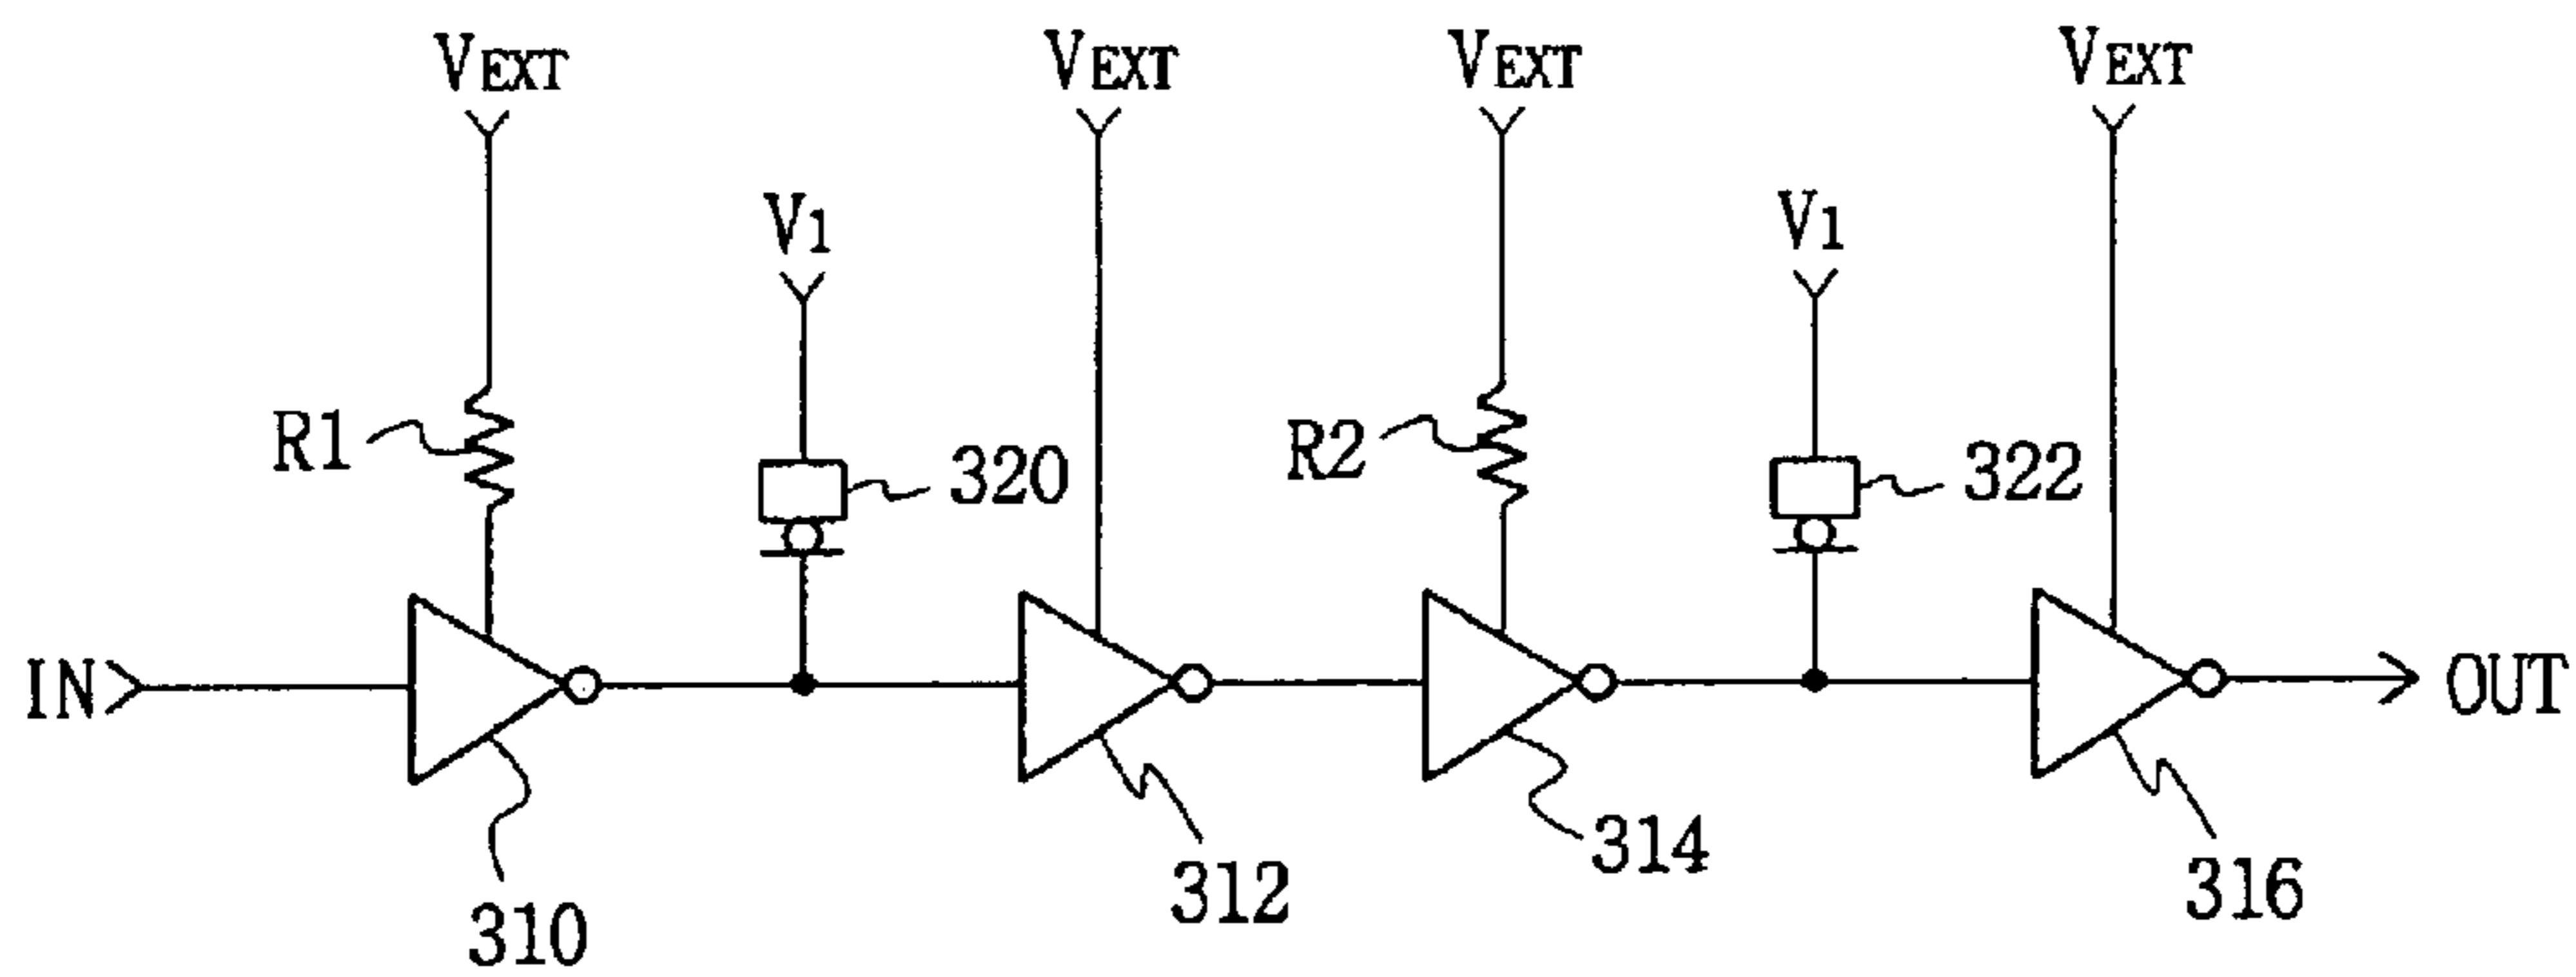 VEXT VEXT VEXT VEXT
V1 V1
R1 320 R2 322
IN OUT
310 312 314 316